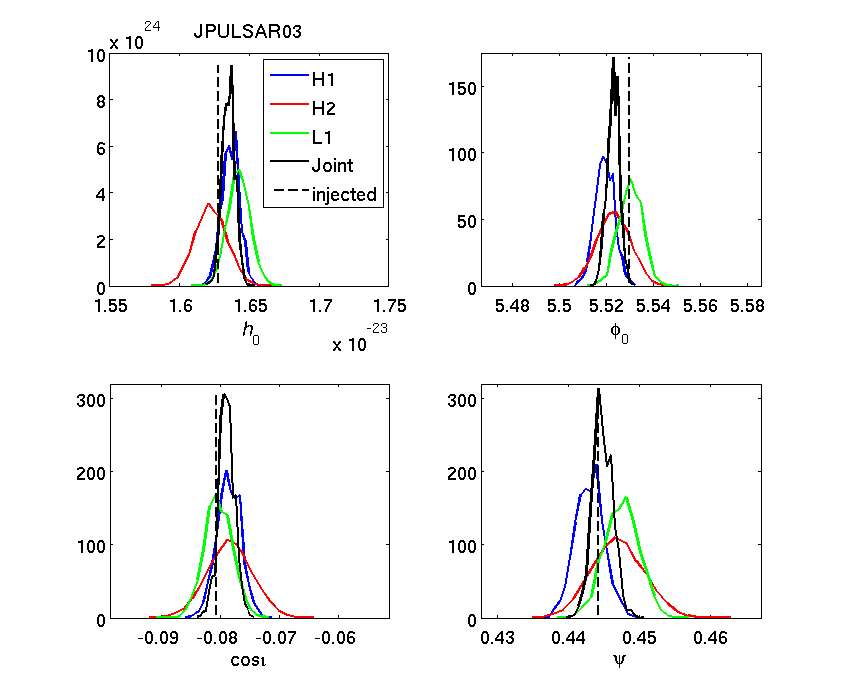 x 10^24
JPULSAR03
10
8
6
4
2
0
1.55 1.6 1.65 1.7 1.75
x 10^-23
h_0
H1
H2
L1
Joint
injected
150
100
50
0
5.48 5.5 5.52 5.54 5.56 5.58
ϕ_0
300
200
100
0
-0.09 -0.08 -0.07 -0.06
cosι
300
200
100
0
0.43 0.44 0.45 0.46
ψ